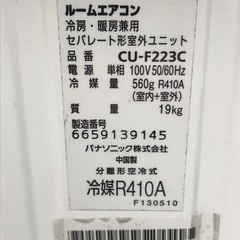 ルームエアコン
冷房・暖房兼用
セパレート形室外ユニット
品番 CU-F223C
電源 単相 100V 50/60Hz
冷媒 560g R410A
(室内+室外)
質量 19kg
製造番号
6659139145
パナソニック株式会社
中国製
分離形空冷式
冷媒R410A
F130510